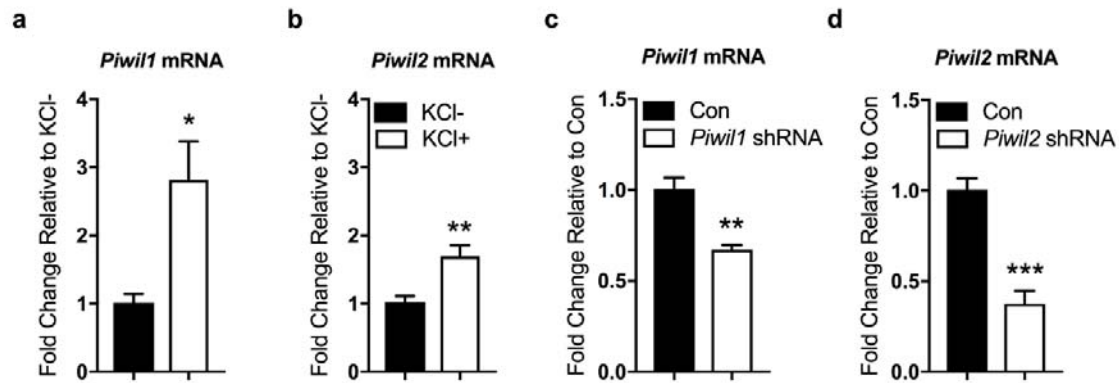 a
Piwil1 mRNA
Fold Change Relative to KCl-
4
3
2
1
0
*
b
Piwil2 mRNA
Fold Change Relative to KCl-
4
3
2
1
0
KCl-
KCl+
**
c
Piwil1 mRNA
Fold Change Relative to Con
1.5
1.0
0.5
0.0
Con
Piwil1 shRNA
**
d
Piwil2 mRNA
Fold Change Relative to Con
1.5
1.0
0.5
0.0
Con
Piwil2 shRNA
***